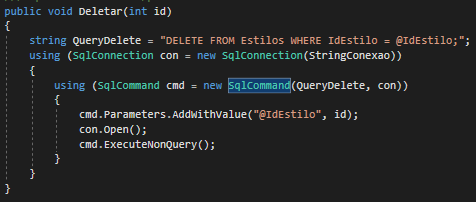 public void Deletar(int id)
{
    string QueryDelete = "DELETE FROM Estilos WHERE IdEstilo = @IdEstilo;";
    using (SqlConnection con = new SqlConnection(StringConexao))
    {
        using (SqlCommand cmd = new SqlCommand(QueryDelete, con))
        {
            cmd.Parameters.AddWithValue("@IdEstilo", id);
            con.Open();
            cmd.ExecuteNonQuery();
        }
    }
}